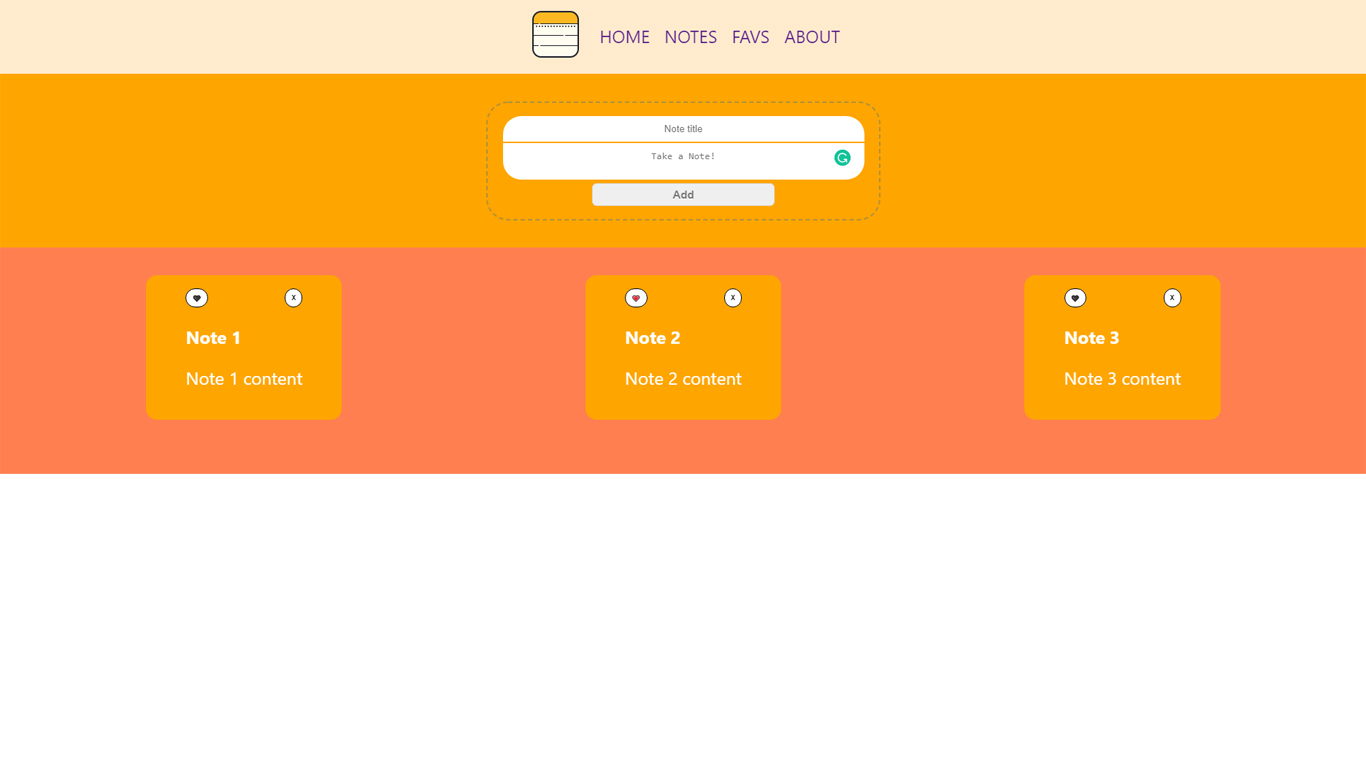 HOME NOTES FAVS ABOUT
Note title
Take a Note!
Add
X X X
Note 1 Note 2 Note 3
Note 1 content Note 2 content Note 3 content